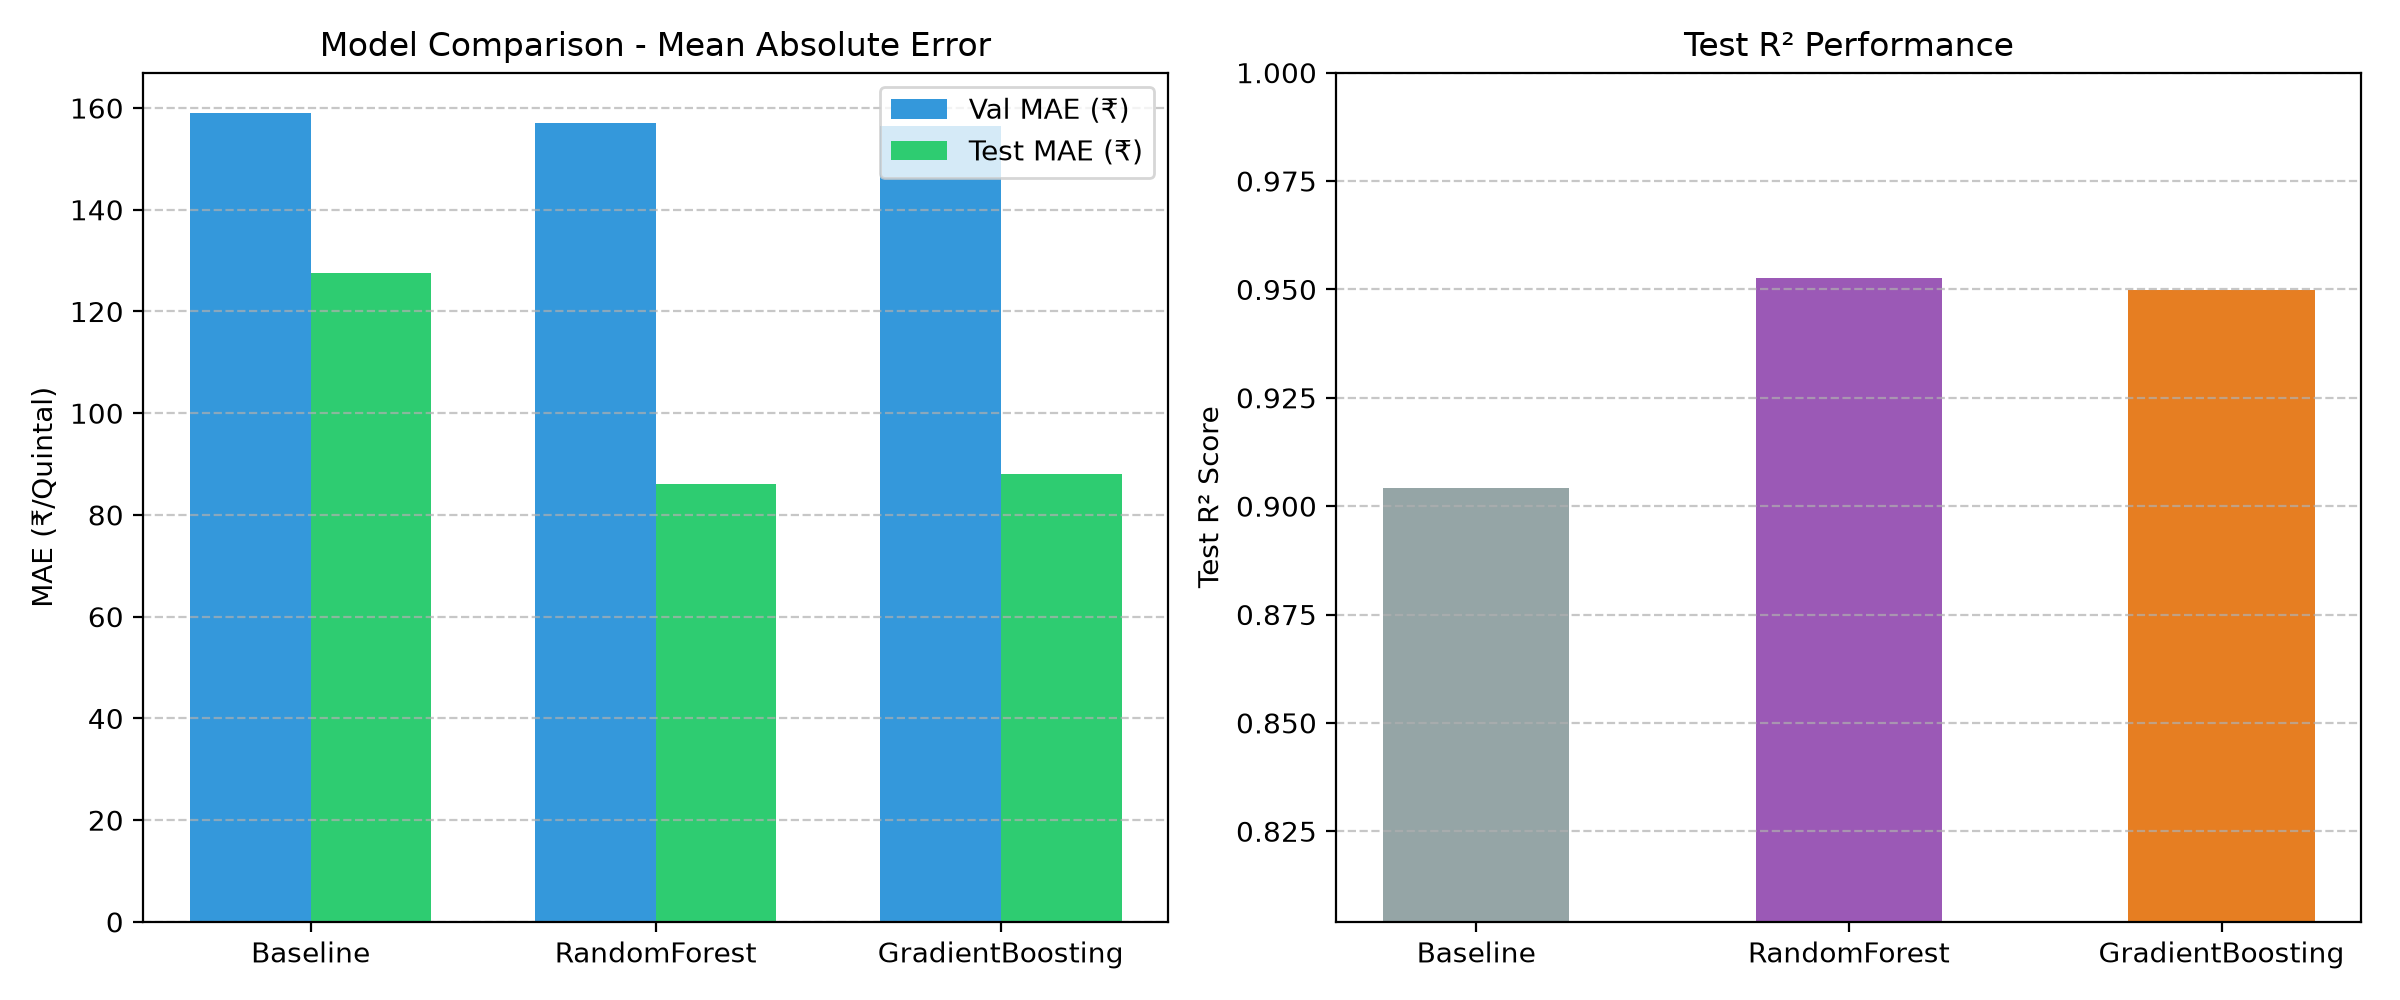 Model Comparison - Mean Absolute Error
Val MAE (₹)
Test MAE (₹)
MAE (₹/Quintal)
160
140
120
100
80
60
40
20
0
Baseline
RandomForest
GradientBoosting
Test R² Performance
Test R² Score
1.000
0.975
0.950
0.925
0.900
0.875
0.850
0.825
Baseline
RandomForest
GradientBoosting